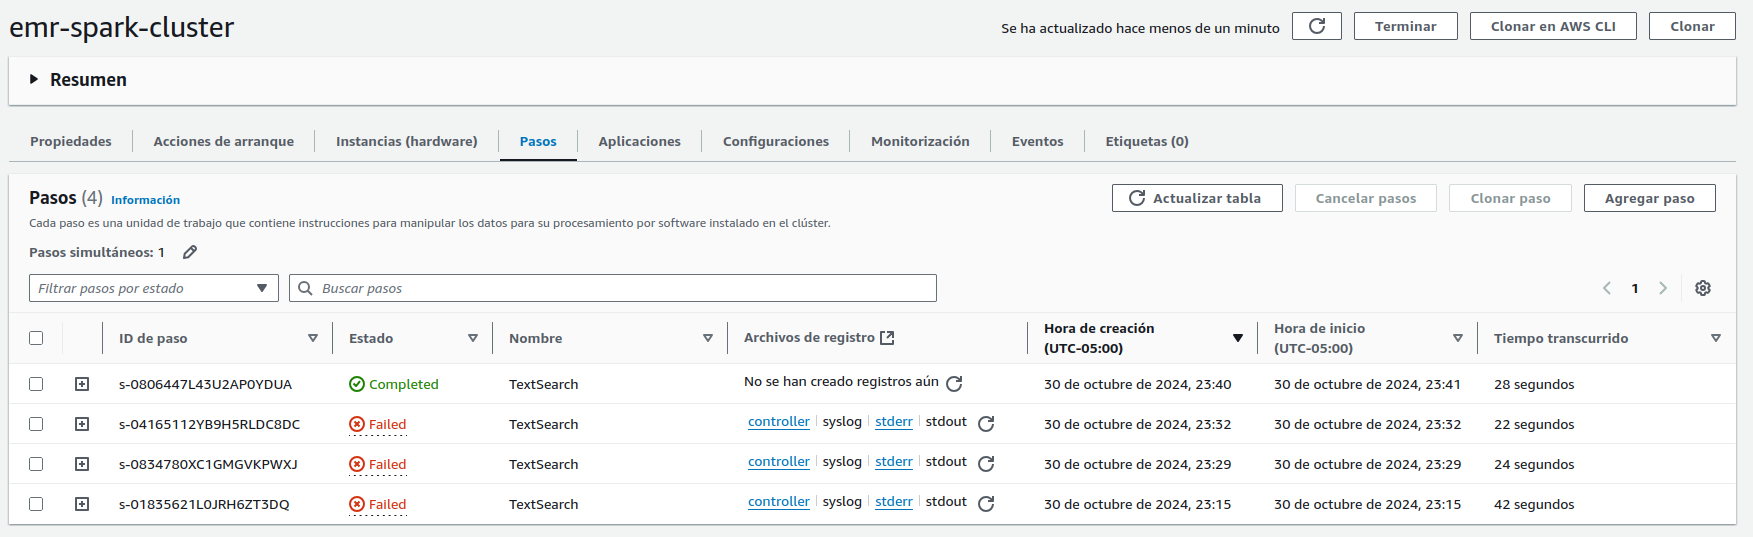 emr-spark-cluster
Se ha actualizado hace menos de un minuto
Terminar
Clonar en AWS CLI
Clonar
Resumen
Propiedades
Acciones de arranque
Instancias (hardware)
Pasos
Aplicaciones
Configuraciones
Monitorización
Eventos
Etiquetas (0)
Pasos (4) Información
Actualizar tabla
Cancelar pasos
Clonar paso
Agregar paso
Cada paso es una unidad de trabajo que contiene instrucciones para manipular los datos para su procesamiento por software instalado en el clúster.
Pasos simultáneos: 1
Filtrar pasos por estado
Buscar pasos
1
ID de paso
Estado
Nombre
Archivos de registro
Hora de creación
(UTC-05:00)
Hora de inicio
(UTC-05:00)
Tiempo transcurrido
s-0806447L43U2AP0YDUA Completed TextSearch No se han creado registros aún 30 de octubre de 2024, 23:40 30 de octubre de 2024, 23:41 28 segundos
s-04165112YB9H5RLDC8DC Failed TextSearch controller syslog stderr stdout 30 de octubre de 2024, 23:32 30 de octubre de 2024, 23:32 22 segundos
s-0834780XC1GMGVKPWXJ Failed TextSearch controller syslog stderr stdout 30 de octubre de 2024, 23:29 30 de octubre de 2024, 23:29 24 segundos
s-01835621L0JRH6ZT3DQ Failed TextSearch controller syslog stderr stdout 30 de octubre de 2024, 23:15 30 de octubre de 2024, 23:15 42 segundos